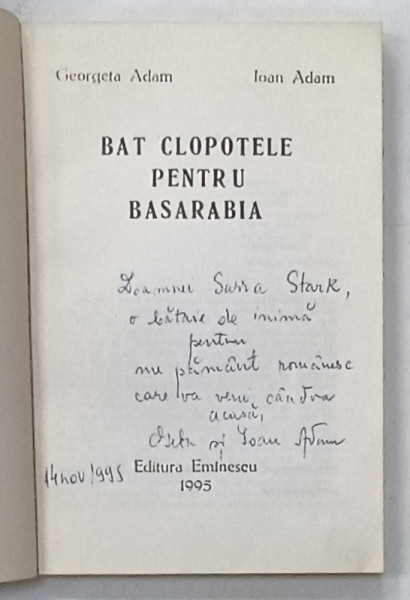 Georgeta Adam Ioan Adam
BAT CLOPOTELE
PENTRU
BASARABIA
Doamnei Sarra Stark,
o bătaie de inimă
pentru
un pământ românesc
care va veni cândva
acasă,
și Ioan Adam
14 nov 1995
Editura Eminescu
1995